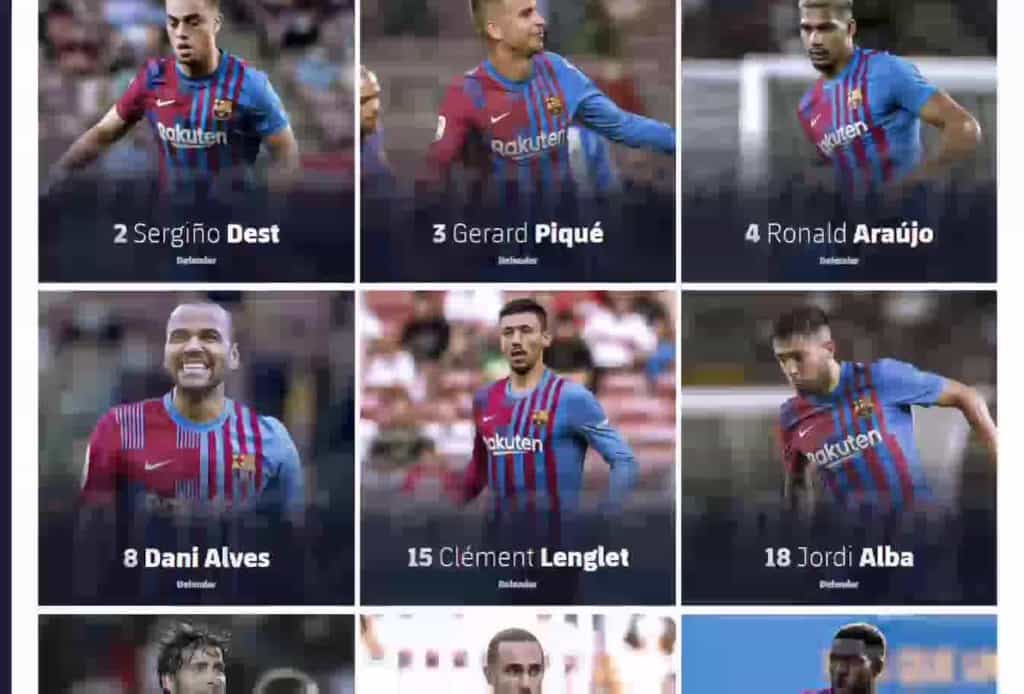 Rakuten
Rakuten
Rakuten
2 Sergiño Dest
3 Gerard Piqué
4 Ronald Araújo
Defender
Defender
Defender
Rakuten
Rakuten
8 Dani Alves
15 Clément Lenglet
18 Jordi Alba
Defender
Defender
Defender